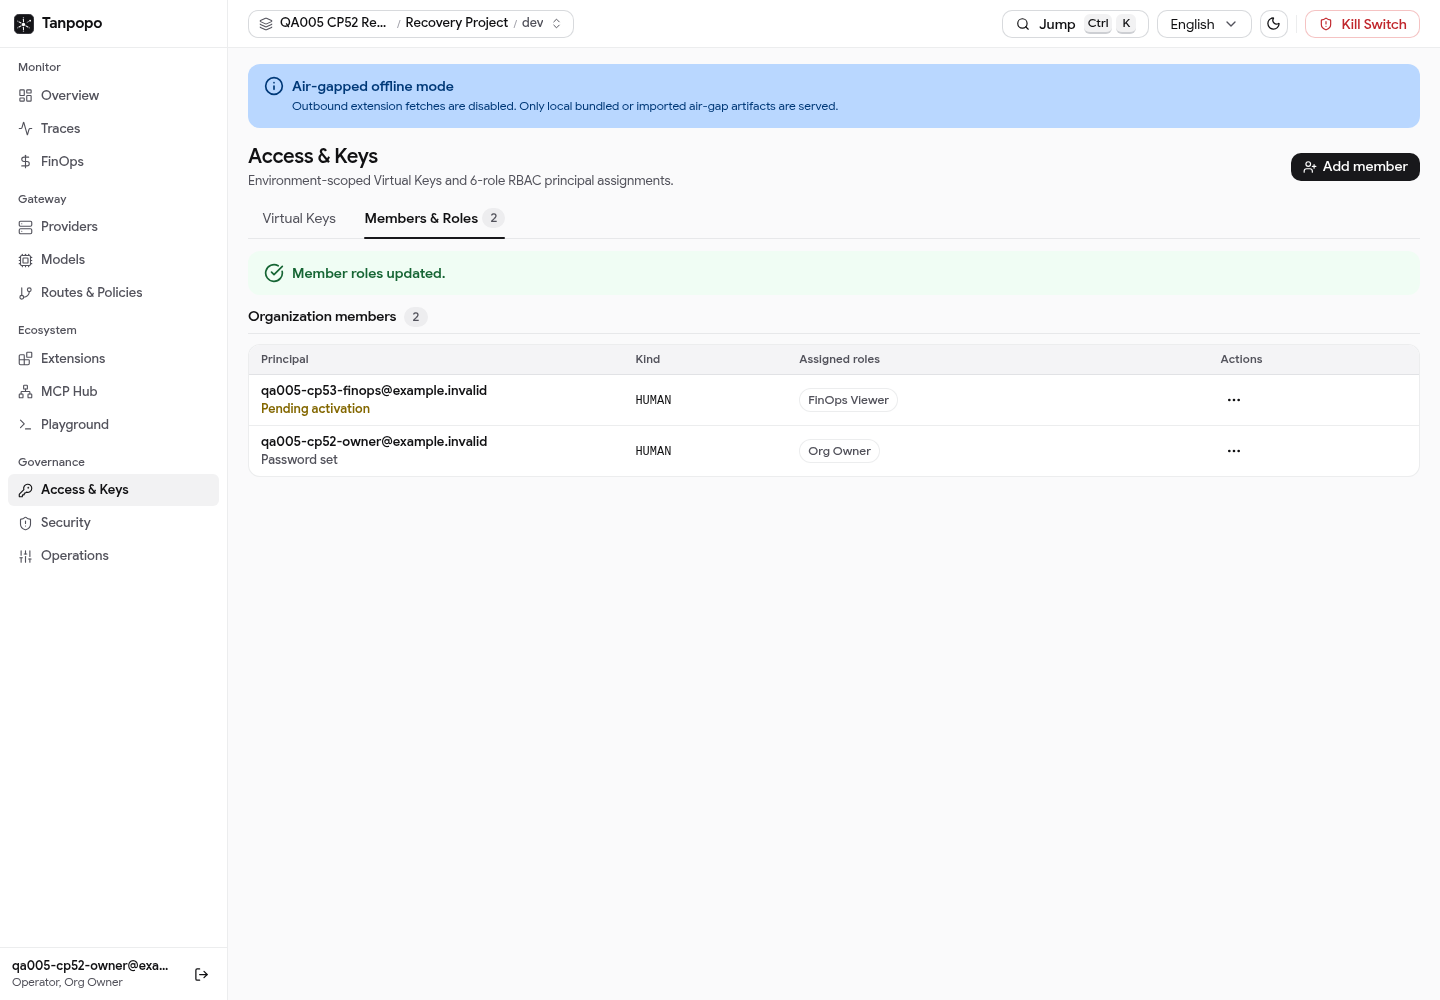 Tanpopo
QA005 CP52 Re... / Recovery Project / dev
Jump Ctrl K
English
Kill Switch
Monitor
Overview
Traces
FinOps
Gateway
Providers
Models
Routes & Policies
Ecosystem
Extensions
MCP Hub
Playground
Governance
Access & Keys
Security
Operations
qa005-cp52-owner@exa...
Operator, Org Owner
Air-gapped offline mode
Outbound extension fetches are disabled. Only local bundled or imported air-gap artifacts are served.
Access & Keys
Environment-scoped Virtual Keys and 6-role RBAC principal assignments.
Add member
Virtual Keys
Members & Roles 2
Member roles updated.
Organization members 2
Principal Kind Assigned roles Actions
qa005-cp53-finops@example.invalid
Pending activation
HUMAN
FinOps Viewer
qa005-cp52-owner@example.invalid
Password set
HUMAN
Org Owner